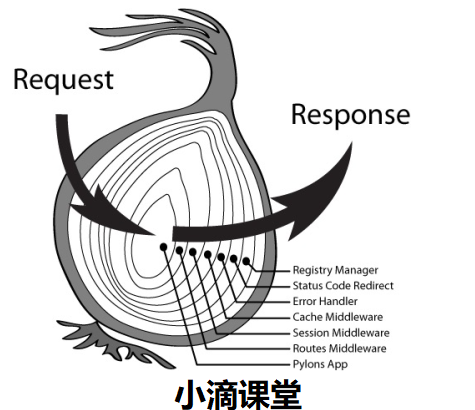 Request
Response
Registry Manager
Status Code Redirect
Error Handler
Cache Middleware
Session Middleware
Routes Middleware
Pylons App
小滴课堂